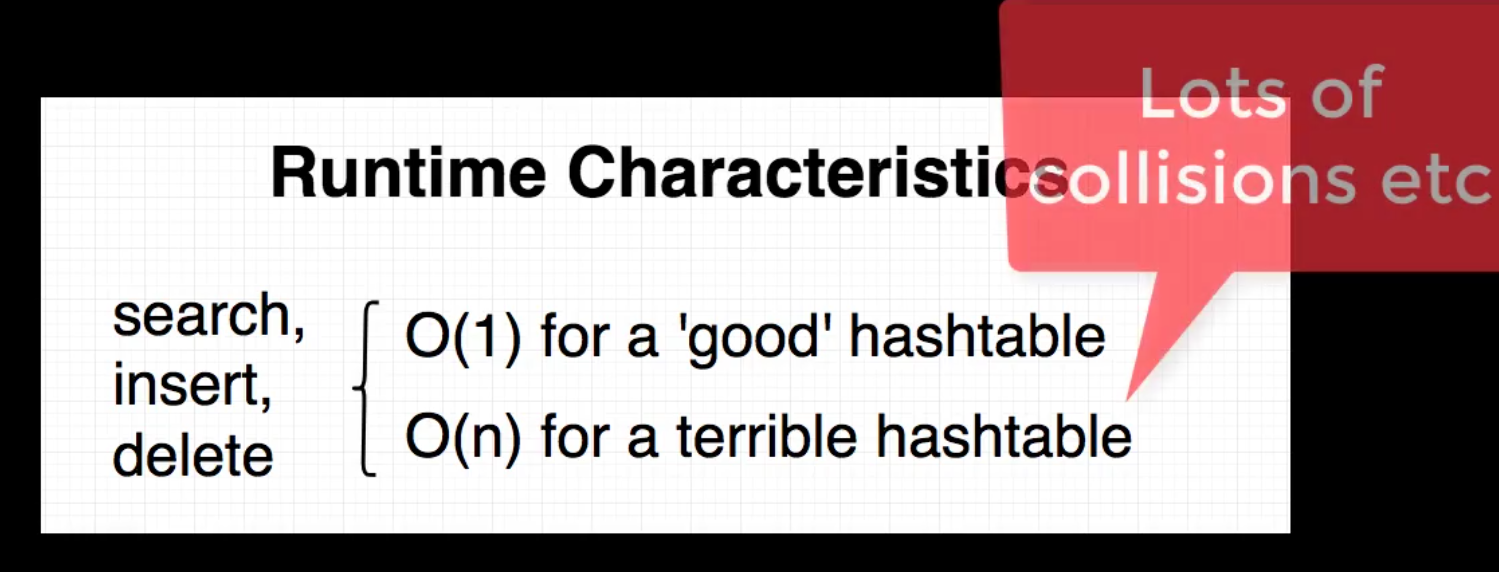 Lots of
collisions etc
Runtime Characteristics
search,
insert,
delete
O(1) for a 'good' hashtable
O(n) for a terrible hashtable